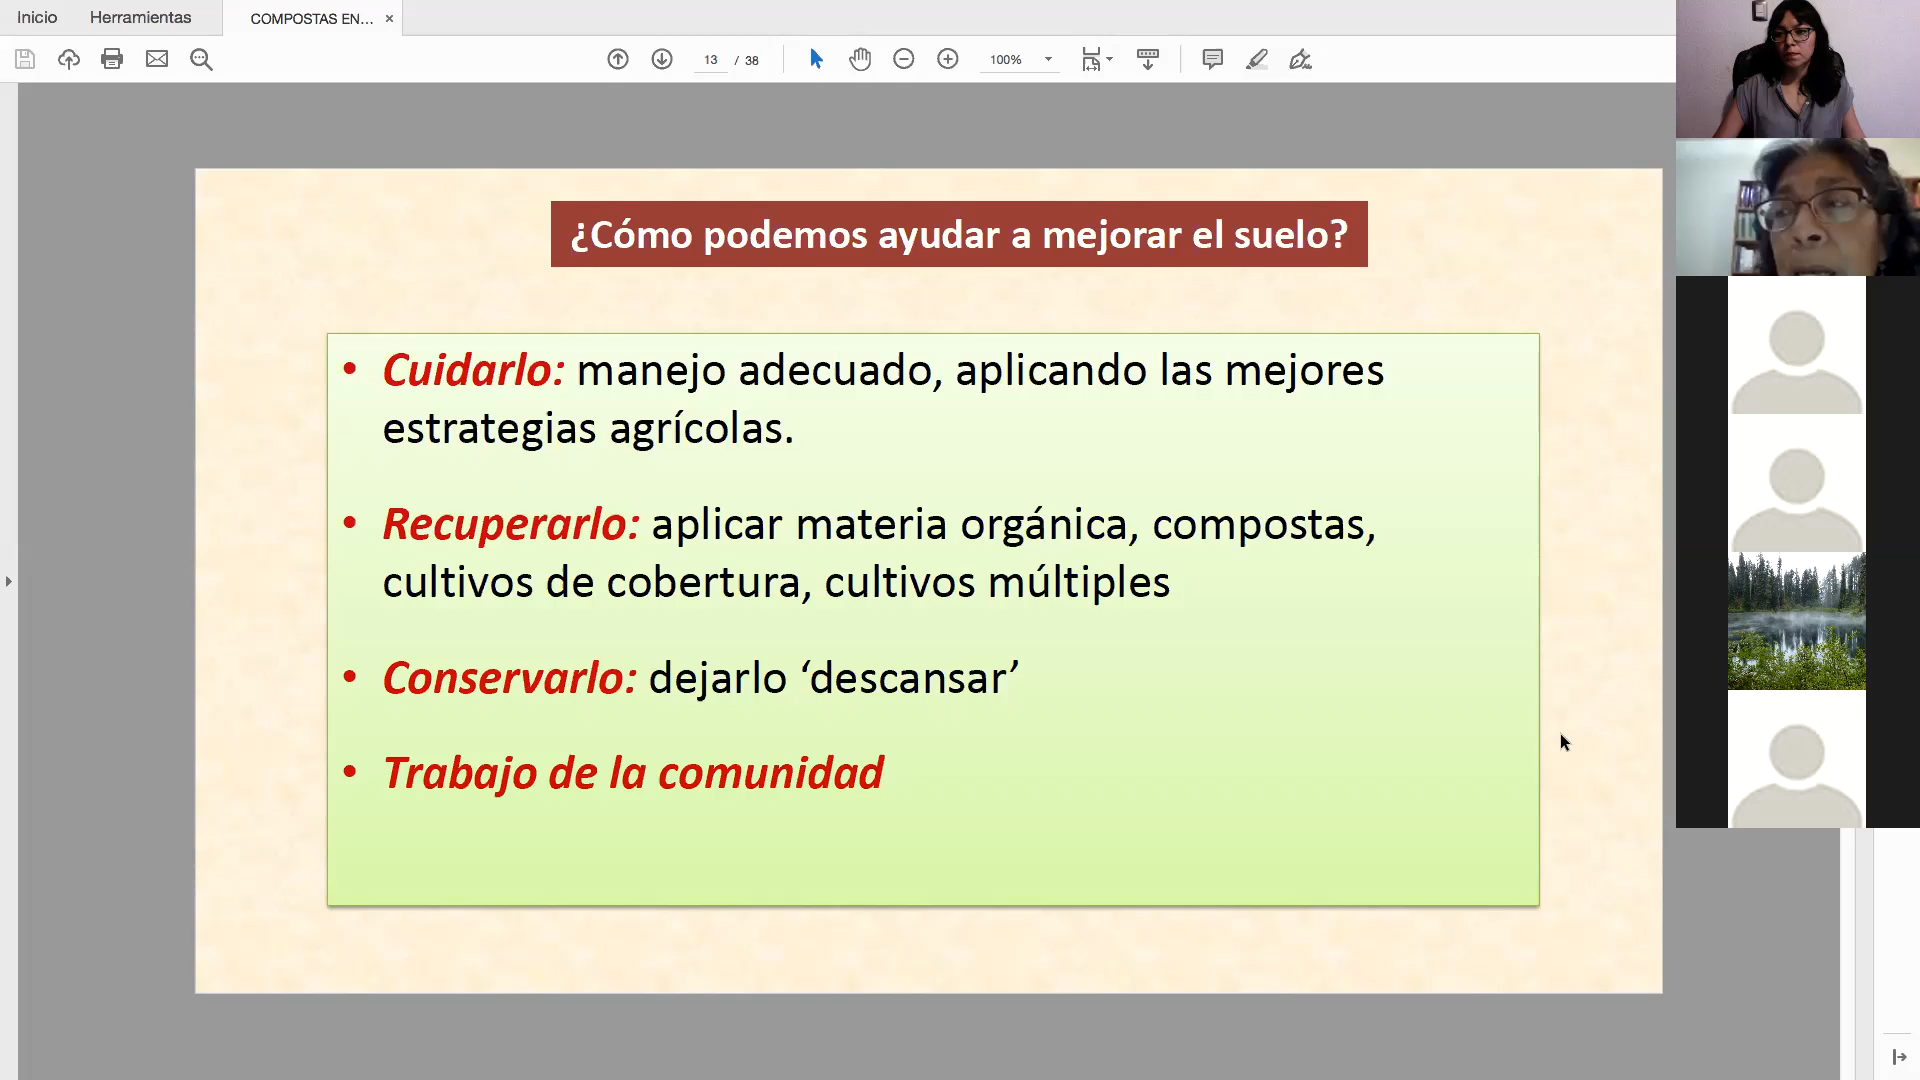 Inicio
Herramientas
COMPOSTAS EN...
13 / 38
100%
¿Cómo podemos ayudar a mejorar el suelo?
• Cuidarlo: manejo adecuado, aplicando las mejores
estrategias agrícolas.
• Recuperarlo: aplicar materia orgánica, compostas,
cultivos de cobertura, cultivos múltiples
• Conservarlo: dejarlo ‘descansar’
• Trabajo de la comunidad